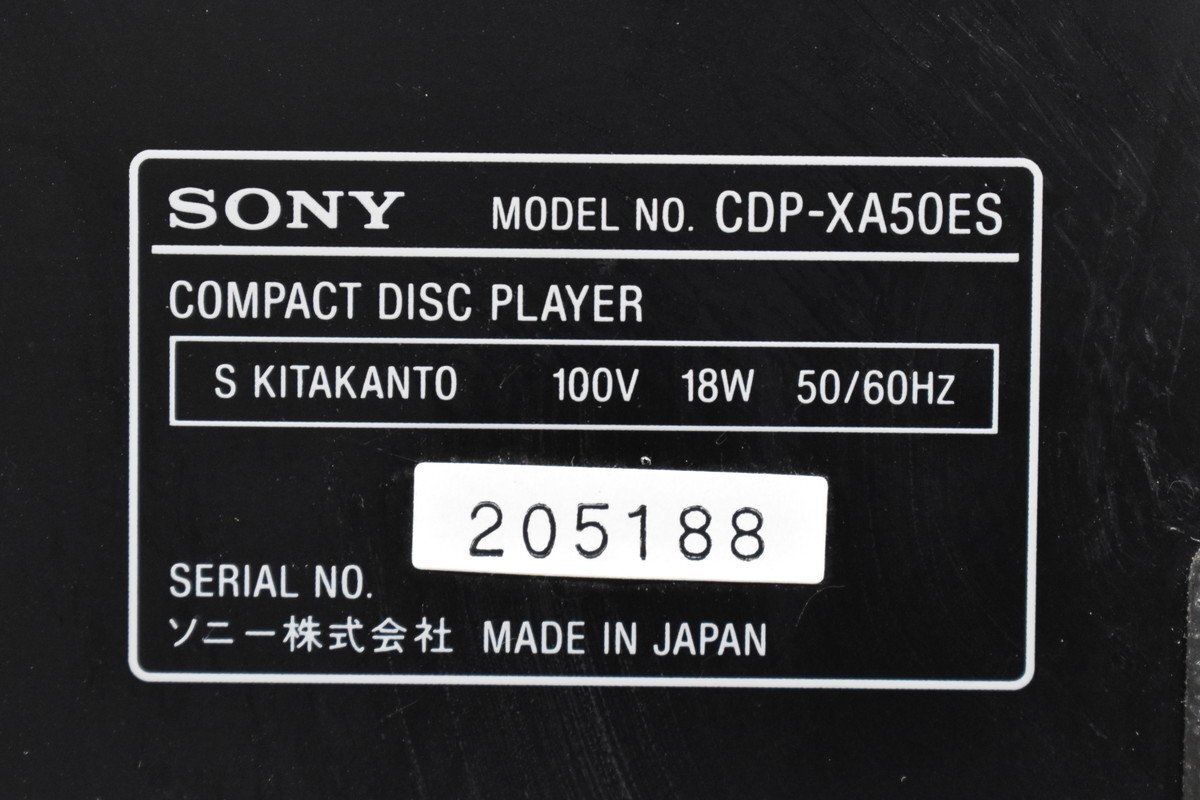 SONY MODEL NO. CDP-XA50ES
COMPACT DISC PLAYER
S KITAKANTO 100V 18W 50/60HZ
205188
SERIAL NO.
ソニー株式会社 MADE IN JAPAN